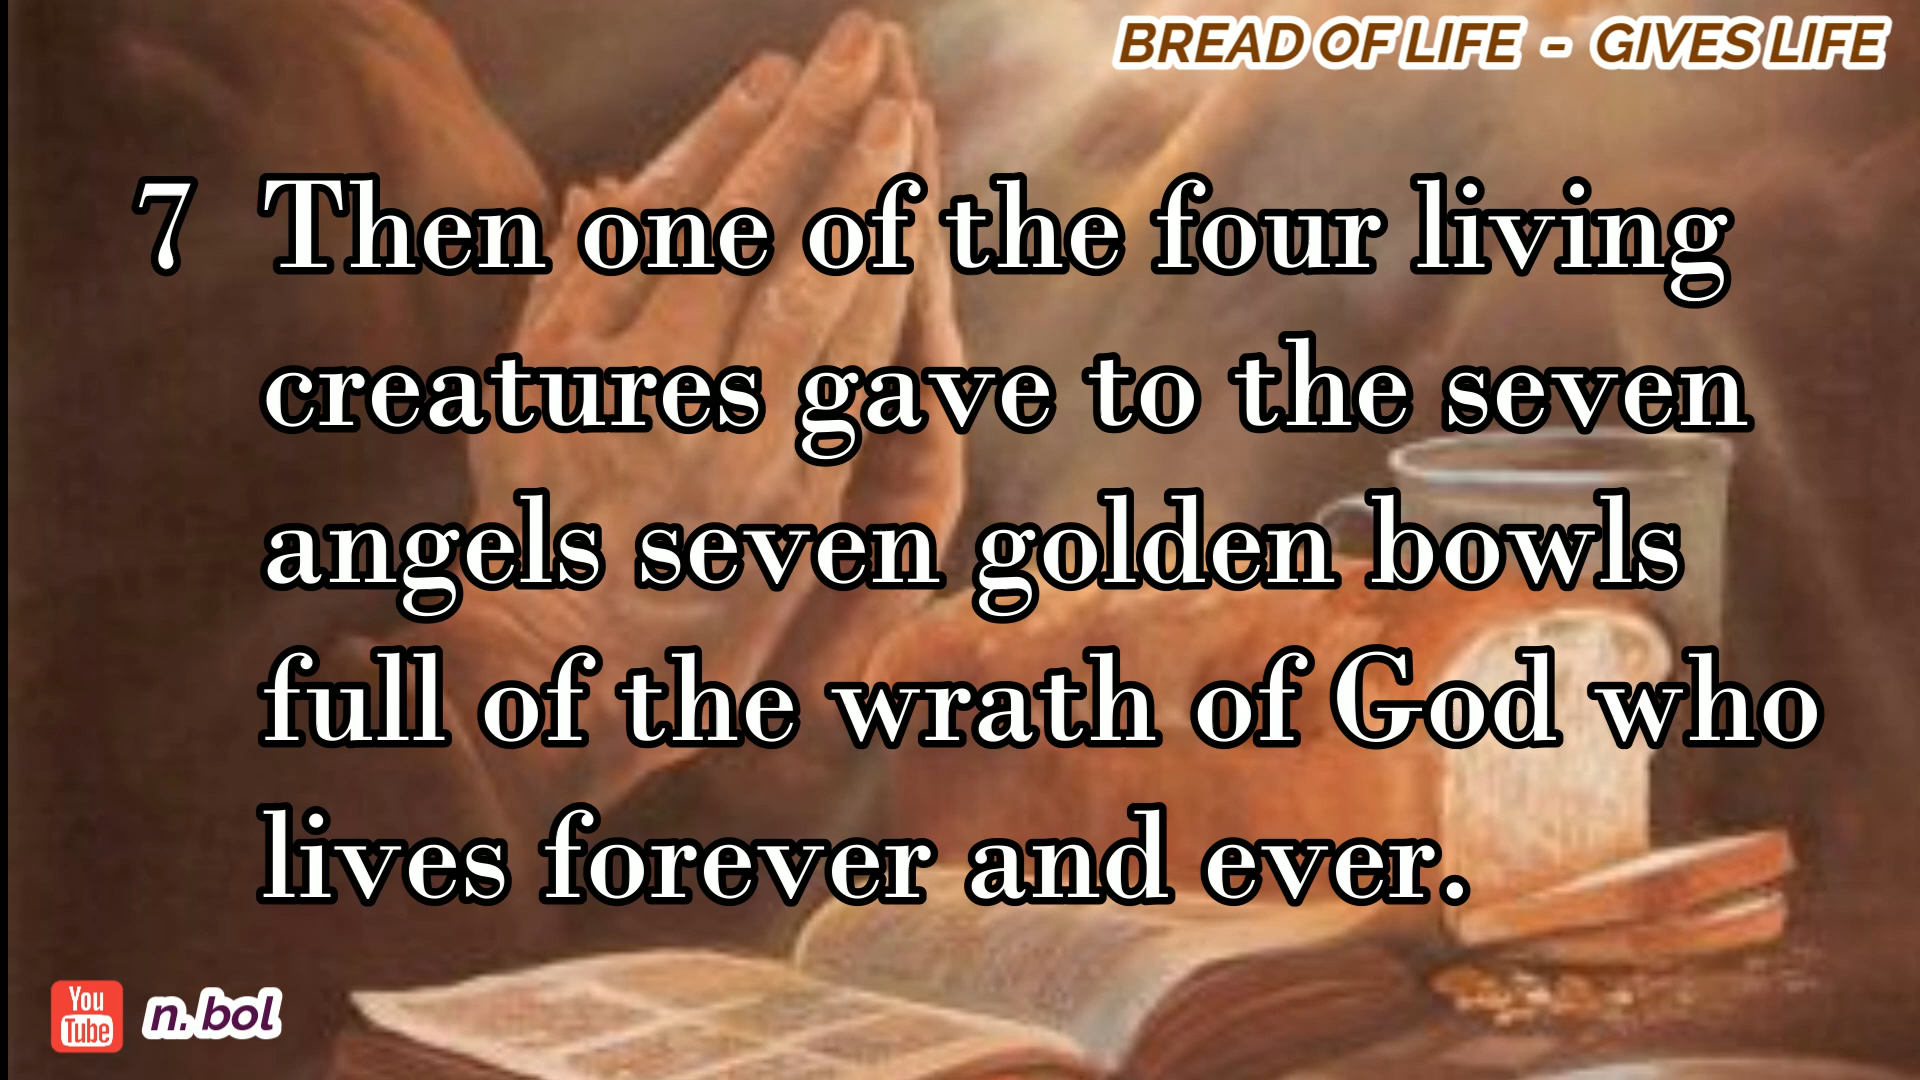 BREAD OF LIFE - GIVES LIFE
7 Then one of the four living
creatures gave to the seven
angels seven golden bowls
full of the wrath of God who
lives forever and ever.
You
Tube
n. bol